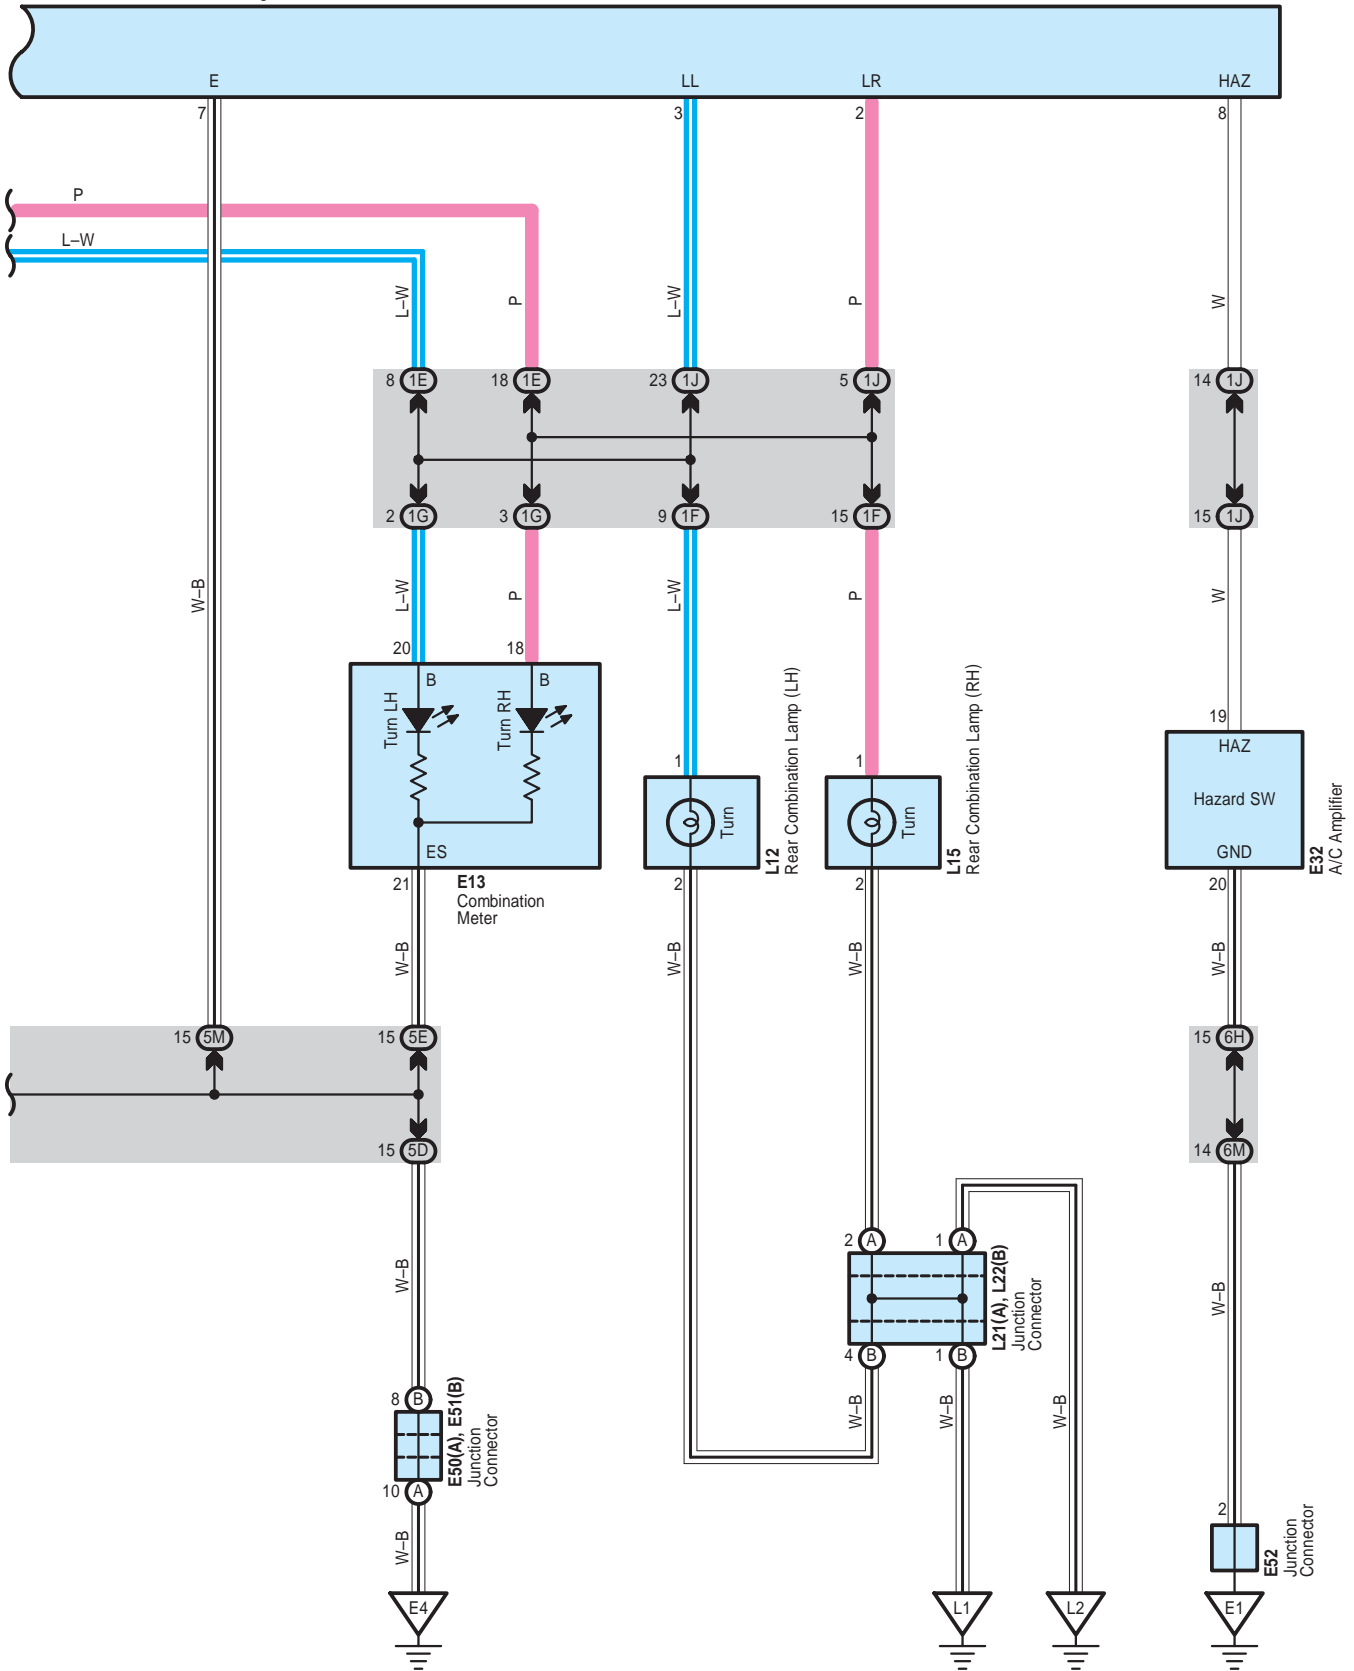 E LL LR HAZ
7 3 2 8
P
L–W
L–W P L–W P W
8 1E 18 1E 23 1J 5 1J 14 1J
2 1G 3 1G 9 1F 15 1F 15 1J
W–B L–W P L–W P W
20 18
B B
Turn LH Turn RH
ES
21
E13
Combination
Meter
1
Turn
2
L12
Rear Combination Lamp (LH)
1
Turn
2
L15
Rear Combination Lamp (RH)
19
HAZ
Hazard SW
GND
20
E32
A/C Amplifier
W–B W–B W–B W–B
15 5M 15 5E 15 6H
15 5D 14 6M
W–B W–B
2 A 1 A
4 B 1 B
L21(A), L22(B)
Junction
Connector
8 B
10 A
E50(A), E51(B)
Junction
Connector
W–B W–B W–B
W–B
2
E52
Junction
Connector
E4 L1 L2 E1